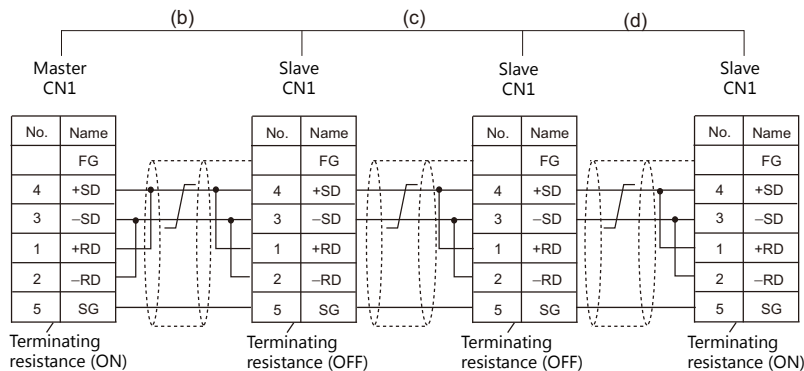 (b) (c) (d)
Master
CN1
Slave
CN1
Slave
CN1
Slave
CN1
No. Name
FG
4 +SD
3 –SD
1 +RD
2 –RD
5 SG
Terminating
resistance (ON)
No. Name
FG
4 +SD
3 –SD
1 +RD
2 –RD
5 SG
Terminating
resistance (OFF)
No. Name
FG
4 +SD
3 –SD
1 +RD
2 –RD
5 SG
Terminating
resistance (OFF)
No. Name
FG
4 +SD
3 –SD
1 +RD
2 –RD
5 SG
Terminating
resistance (ON)